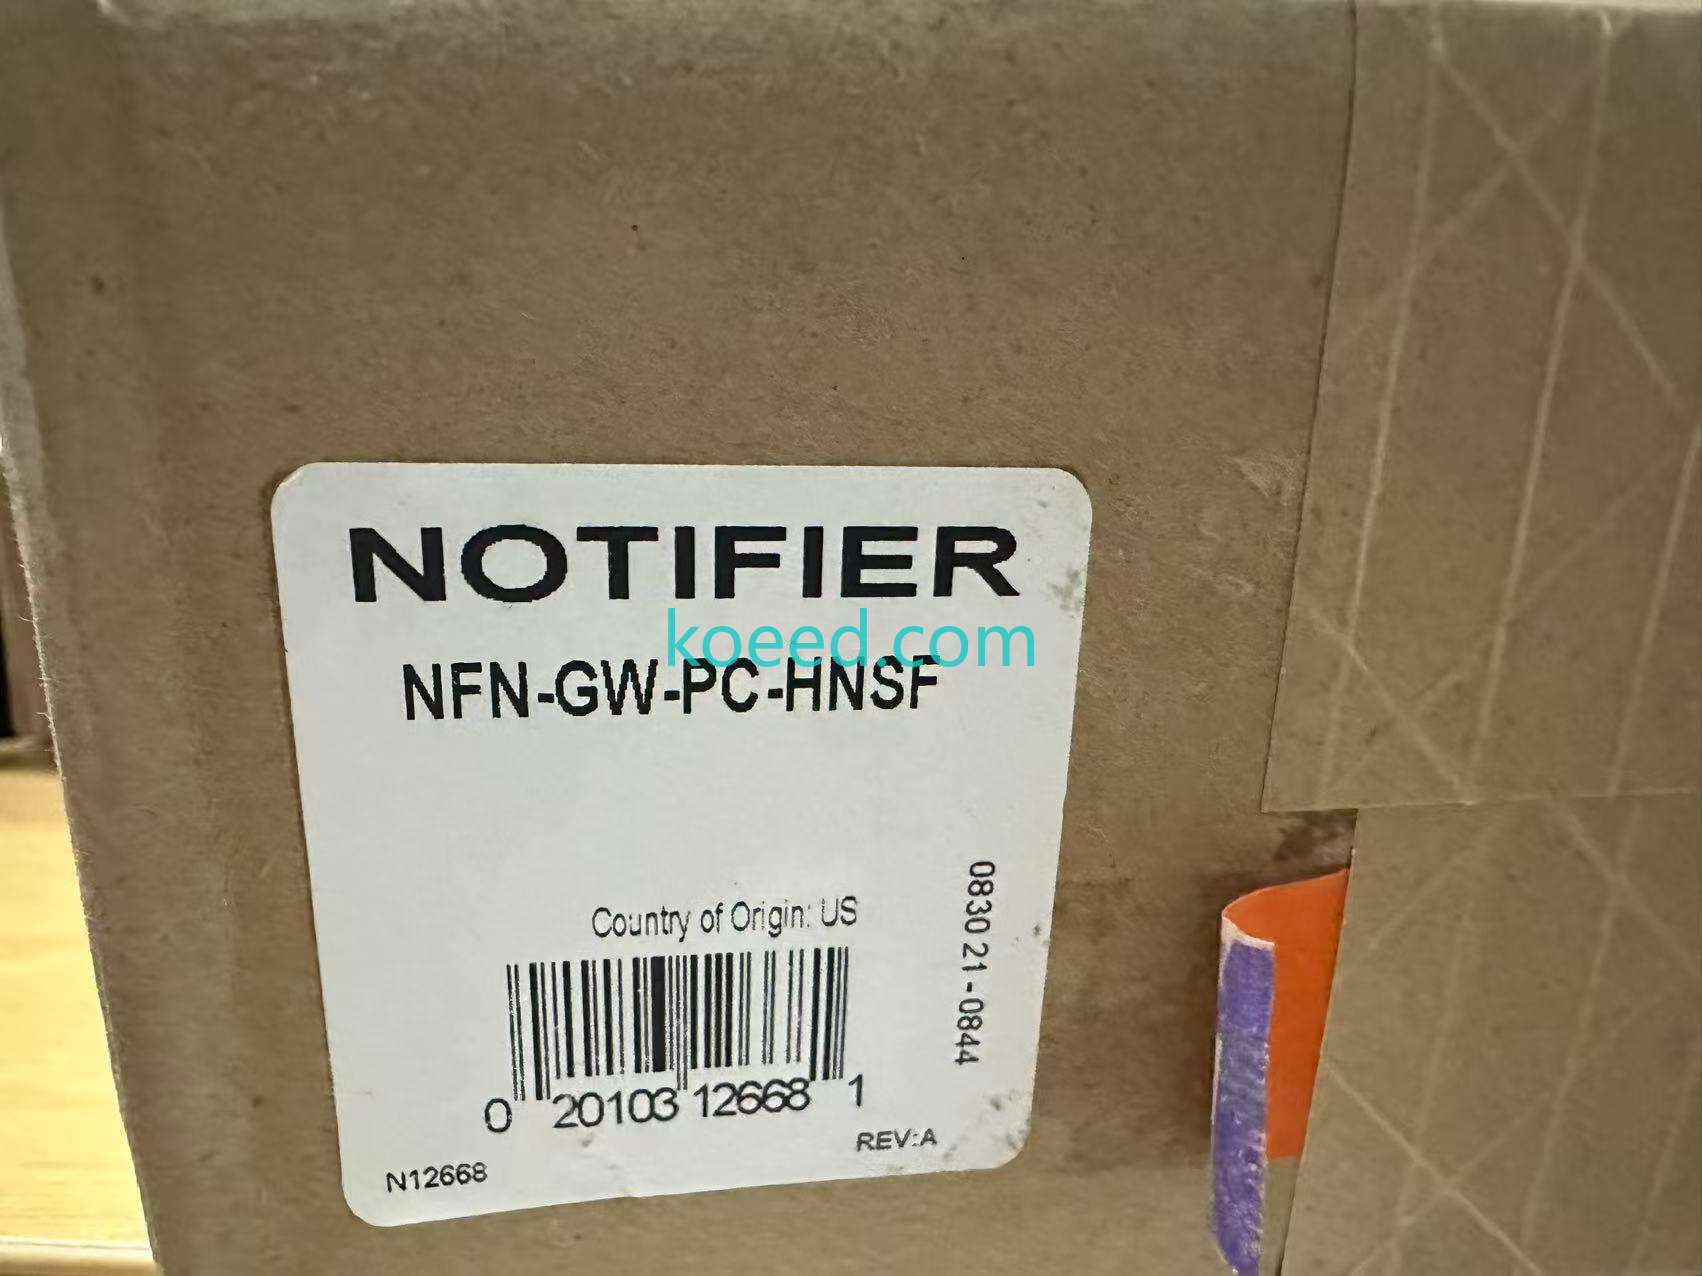 NOTIFIER
koeed.com
NFN-GW-PC-HNSF
Country of Origin: US
0830 21 - 0844
0 20103 12668 1
REV:A
N12668